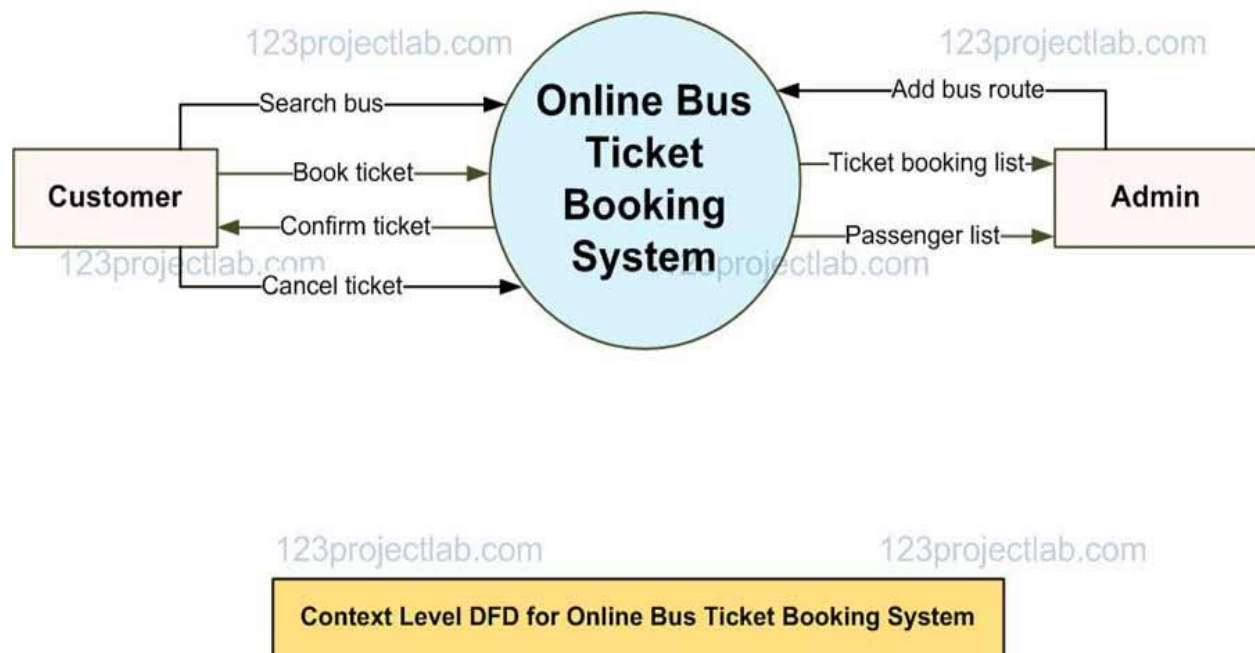 123projectlab.com
123projectlab.com
Search bus
Online Bus
Ticket
Booking
System
Add bus route
Book ticket
Ticket booking list
Customer
Admin
Confirm ticket
Passenger list
123projectlab.com
123projectlab.com
Cancel ticket
123projectlab.com
123projectlab.com
Context Level DFD for Online Bus Ticket Booking System